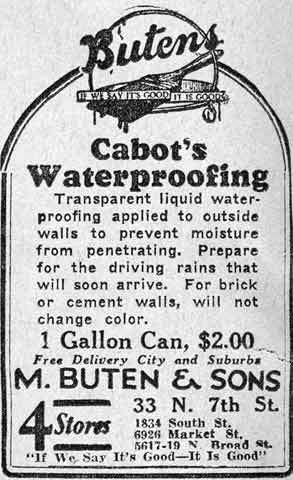 Butens
IF WE SAY IT'S GOOD IT IS GOOD
Cabot's
Waterproofing
Transparent liquid water-
proofing applied to outside
walls to prevent moisture
from penetrating. Prepare
for the driving rains that
will soon arrive. For brick
or cement walls, will not
change color.
1 Gallon Can, $2.00
Free Delivery City and Suburbs
M. BUTEN & SONS
4 Stores
33 N. 7th St.
1834 South St.
6926 Market St.
5617-19 N. Broad St.
"If We Say It's Good—It Is Good"